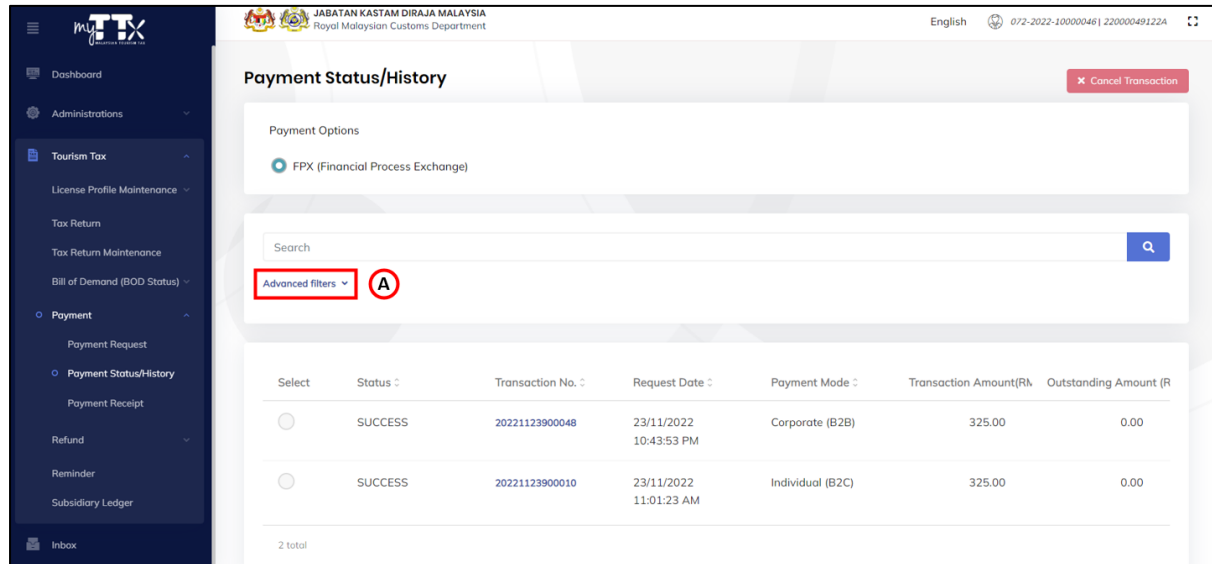 myTTX
MALAYSIAN TOURISM TAX
JABATAN KASTAM DIRAJA MALAYSIA
Royal Malaysian Customs Department
English
072-2022-10000046 | 22000049122A
Dashboard
Administrations
Tourism Tax
License Profile Maintenance
Tax Return
Tax Return Maintenance
Bill of Demand (BOD Status)
Payment
Payment Request
Payment Status/History
Payment Receipt
Refund
Reminder
Subsidiary Ledger
Inbox
Payment Status/History
Cancel Transaction
Payment Options
FPX (Financial Process Exchange)
Search
Advanced filters
A
Select Status Transaction No. Request Date Payment Mode Transaction Amount(RM Outstanding Amount (R
SUCCESS 20221123900048 23/11/2022 Corporate (B2B) 325.00 0.00
10:43:53 PM
SUCCESS 20221123900010 23/11/2022 Individual (B2C) 325.00 0.00
11:01:23 AM
2 total